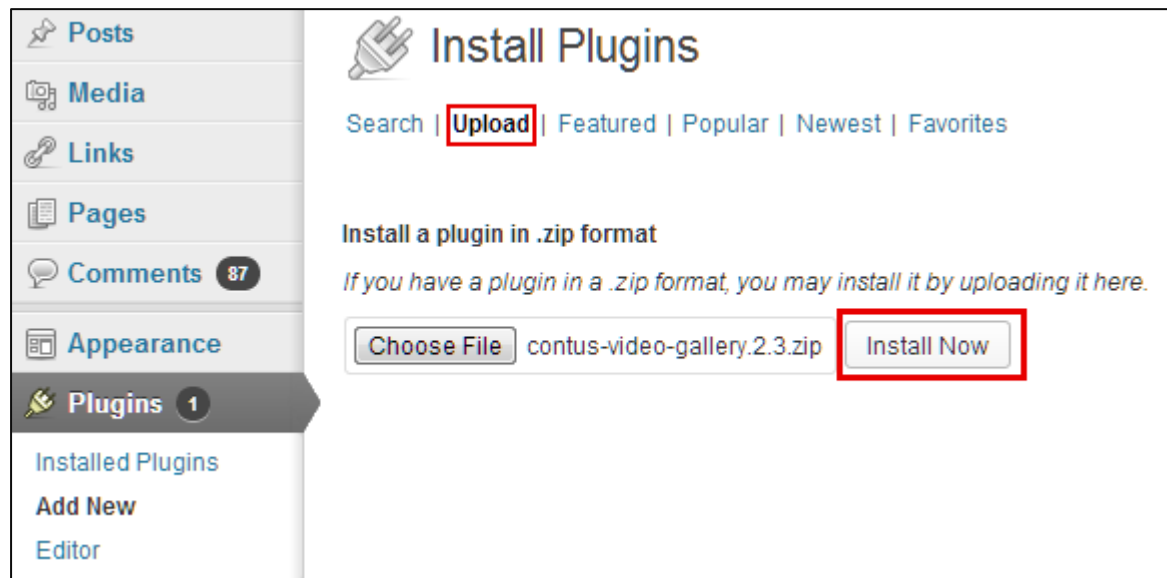 Posts
Media
Links
Pages
Comments 87
Appearance
Plugins 1
Installed Plugins
Add New
Editor
Install Plugins
Search | Upload | Featured | Popular | Newest | Favorites
Install a plugin in .zip format
If you have a plugin in a .zip format, you may install it by uploading it here.
Choose File contus-video-gallery.2.3.zip Install Now